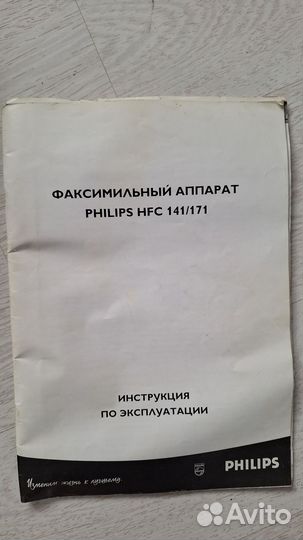 ФАКСИМИЛЬНЫЙ АППАРАТ
PHILIPS HFC 141/171
ИНСТРУКЦИЯ
ПО ЭКСПЛУАТАЦИИ
Изменим жизнь к лучшему.
PHILIPS
Avito